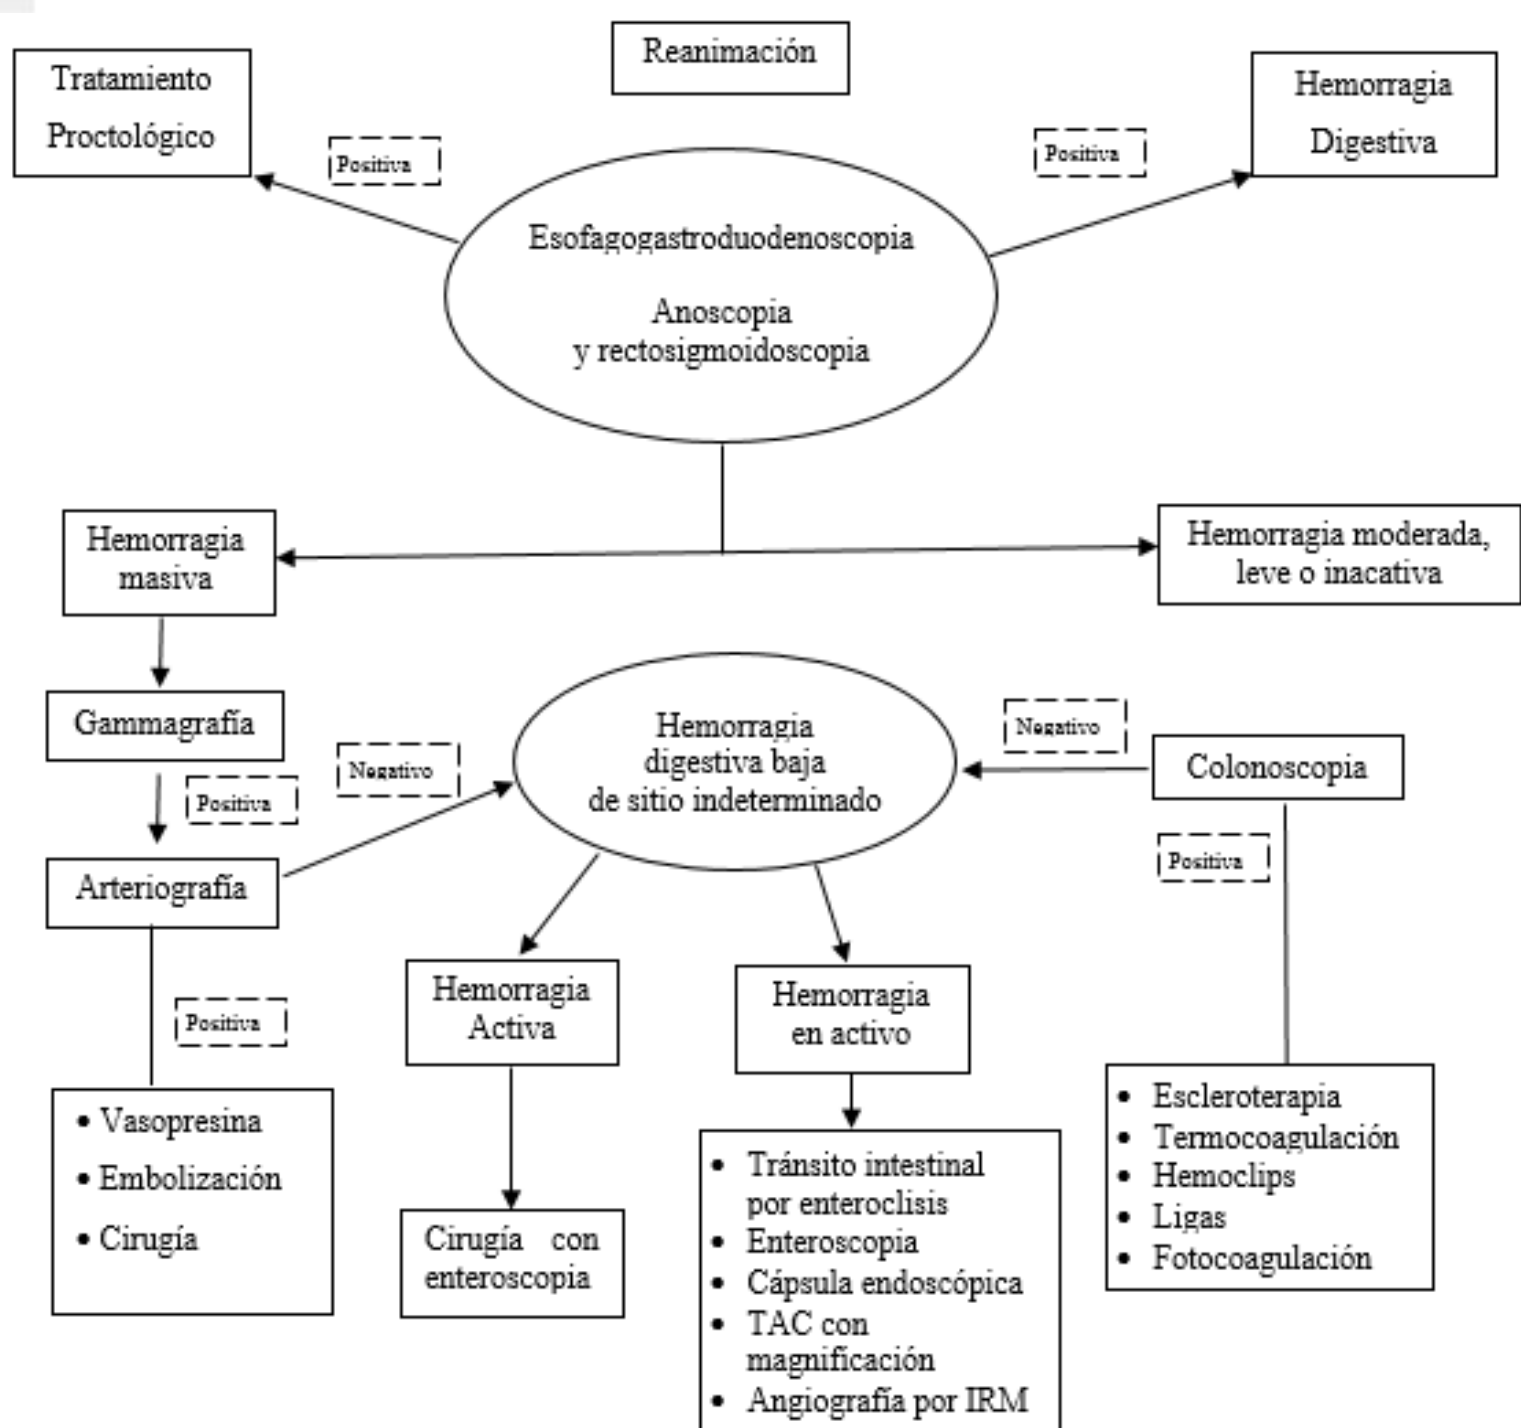 Reanimación
Tratamiento
Proctológico
Positiva
Positiva
Hemorragia
Digestiva
Esofagogastroduodenoscopia
Anoscopia
y rectosigmoidoscopia
Hemorragia
masiva
Hemorragia moderada,
leve o inacativa
Gammagrafía
Positiva
Negativo
Hemorragia
digestiva baja
de sitio indeterminado
Negativo
Colonoscopia
Positiva
Arteriografía
Positiva
Hemorragia
Activa
Hemorragia
en activo
• Vasopresina
• Embolización
• Cirugía
Cirugía con
enteroscopia
• Tránsito intestinal
por enteroclisis
• Enteroscopia
• Cápsula endoscópica
• TAC con
magnificación
• Angiografía por IRM
• Escleroterapia
• Termocoagulación
• Hemoclips
• Ligas
• Fotocoagulación